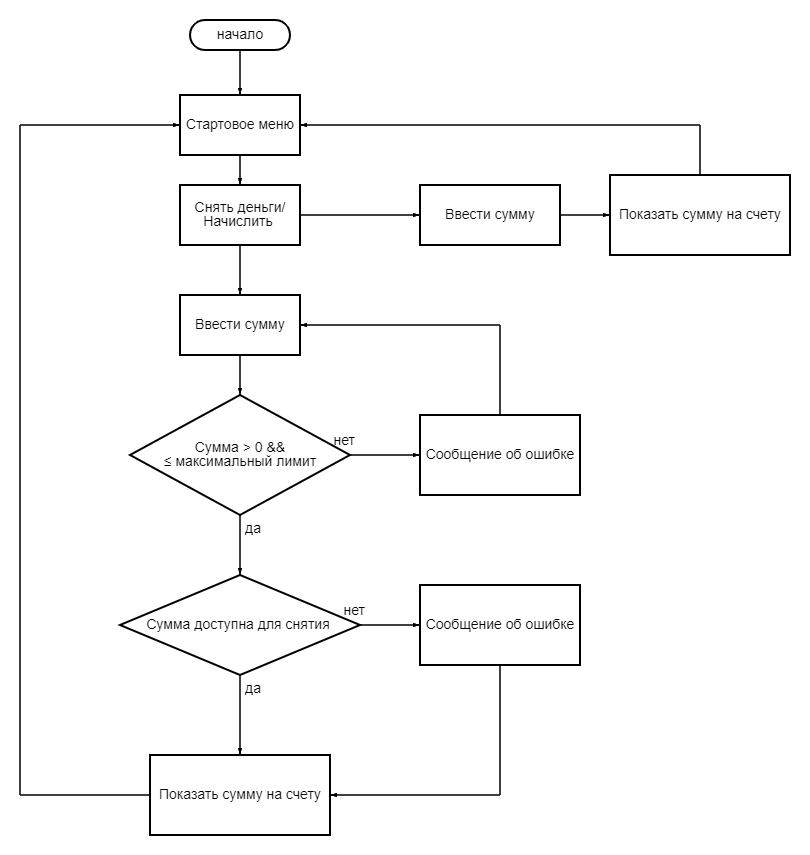 начало
Стартовое меню
Снять деньги/
Начислить
Ввести сумму
Показать сумму на счету
Ввести сумму
Сумма > 0 &&
≤ максимальный лимит
нет
Сообщение об ошибке
да
Сумма доступна для снятия
нет
Сообщение об ошибке
да
Показать сумму на счету